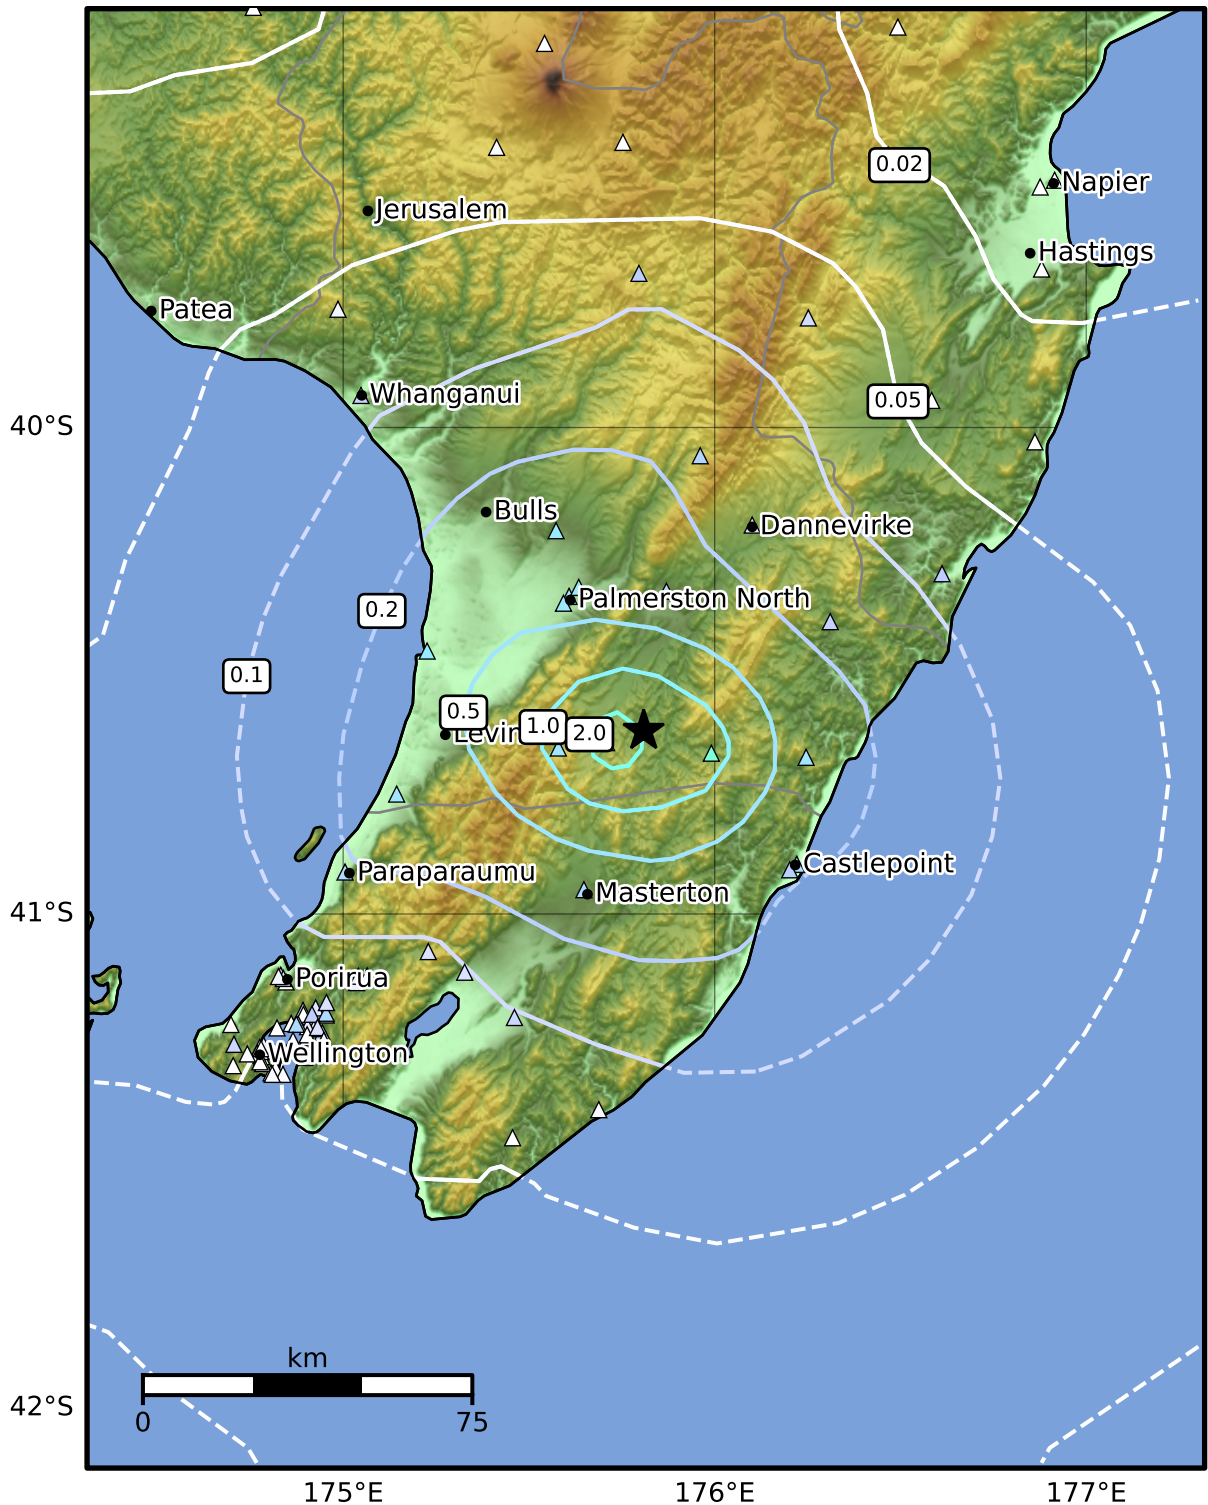 0.02
Napier
Jerusalem
Hastings
Patea
Whanganui
0.05
40°S
Bulls
Dannevirke
Palmerston North
0.2
0.1
0.5
1.0
2.0
Levin
Castlepoint
Paraparaumu
Masterton
41°S
Porirua
Wellington
km
0
75
42°S
175°E
176°E
177°E